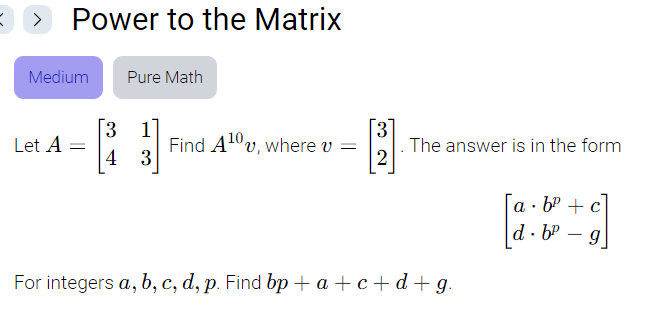 Power to the Matrix
Medium Pure Math
Let $A = \begin{bmatrix} 3 & 1 \\ 4 & 3 \end{bmatrix}$ Find $A^{10}v$, where $v = \begin{bmatrix} 3 \\ 2 \end{bmatrix}$. The answer is in the form
$\begin{bmatrix} a \cdot b^p + c \\ d \cdot b^p - g \end{bmatrix}$
For integers $a, b, c, d, p$. Find $bp + a + c + d + g$.